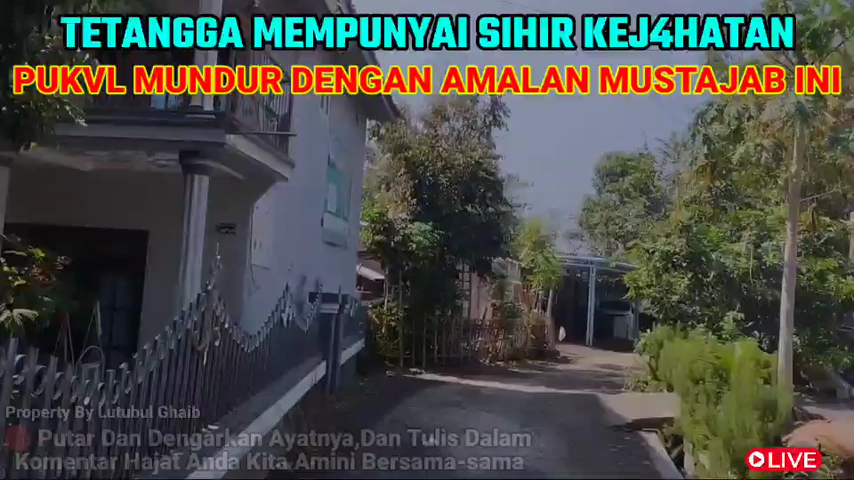 TETANGGA MEMPUNYAI SIHIR KEJ4HATAN
PUKVL MUNDUR DENGAN AMALAN MUSTAJAB INI
Property By Lutubul Ghaib
Putar Dan Dengarkan Ayatnya,Dan Tulis Dalam
Komentar Hajat Anda Kita Amini Bersama-sama
LIVE